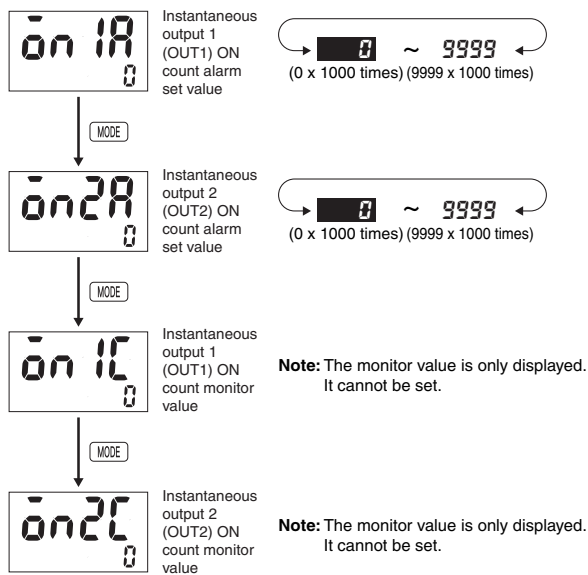 on 1A
0
Instantaneous
output 1
(OUT1) ON
count alarm
set value
0 ~ 9999
(0 x 1000 times) (9999 x 1000 times)
MODE
on2A
0
Instantaneous
output 2
(OUT2) ON
count alarm
set value
0 ~ 9999
(0 x 1000 times) (9999 x 1000 times)
MODE
on 1C
0
Instantaneous
output 1
(OUT1) ON
count monitor
value
Note: The monitor value is only displayed.
It cannot be set.
MODE
on2C
0
Instantaneous
output 2
(OUT2) ON
count monitor
value
Note: The monitor value is only displayed.
It cannot be set.